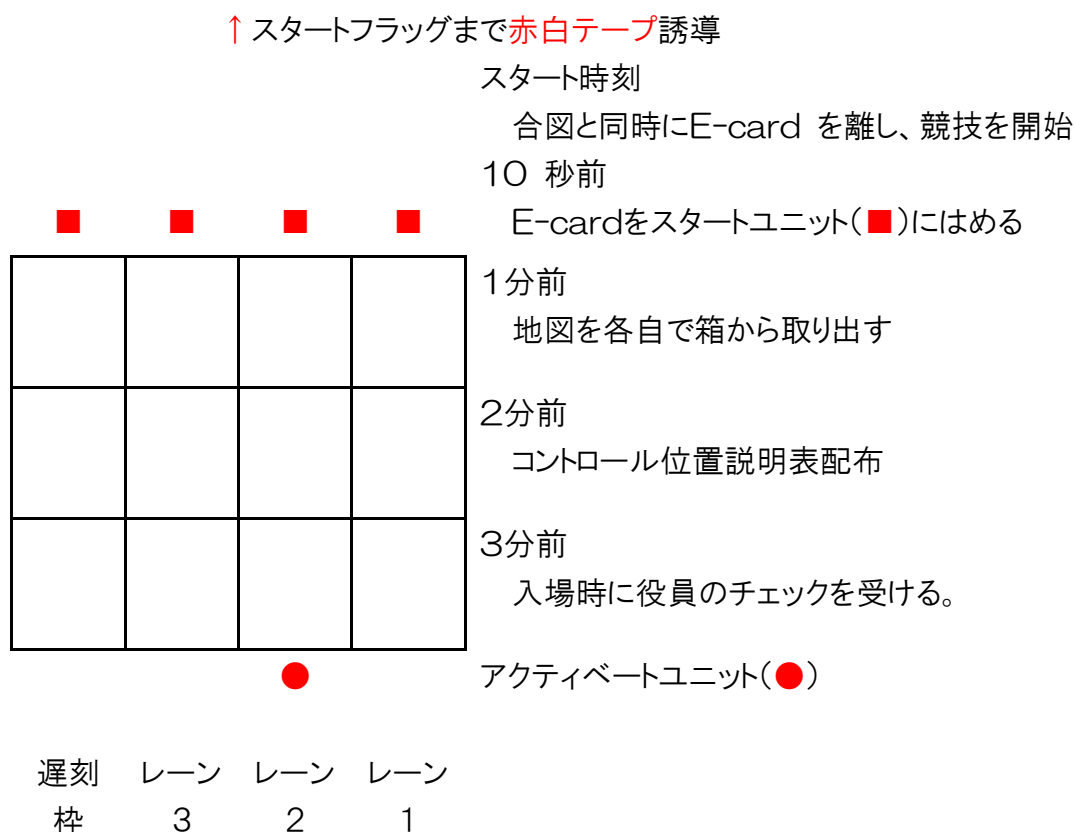 ↑スタートフラッグまで赤白テープ誘導
スタート時刻
合図と同時にE-card を離し、競技を開始
10 秒前
E-cardをスタートユニット(■)にはめる
1分前
地図を各自で箱から取り出す
2分前
コントロール位置説明表配布
3分前
入場時に役員のチェックを受ける。
アクティベートユニット(●)
遅刻 レーン レーン レーン
枠 3 2 1